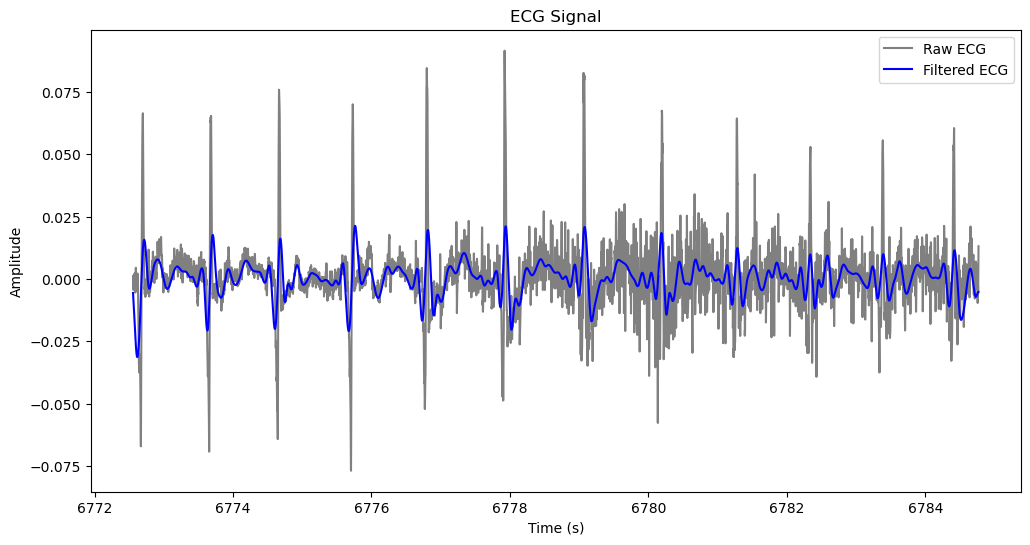 ECG Signal
Raw ECG
Filtered ECG
Amplitude
0.075
0.050
0.025
0.000
−0.025
−0.050
−0.075
6772
6774
6776
6778
6780
6782
6784
Time (s)